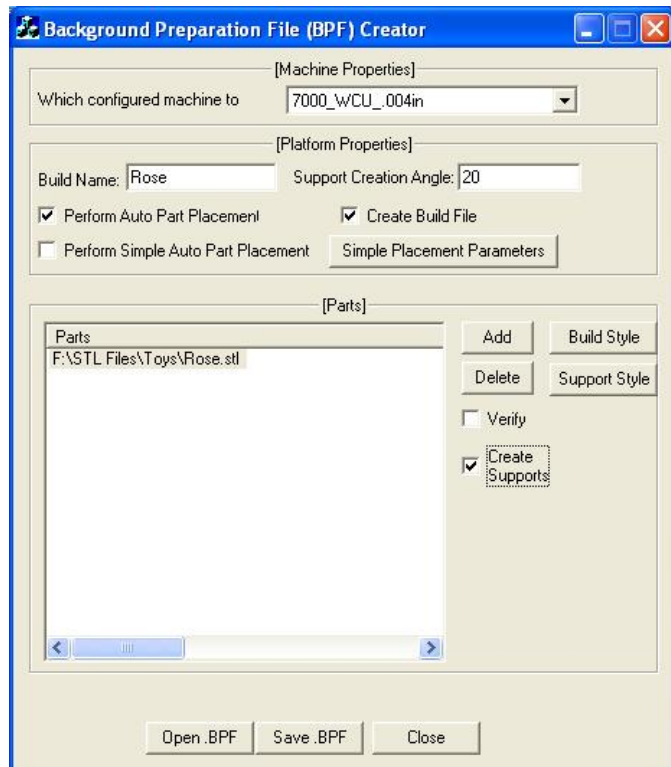 Background Preparation File (BPF) Creator
[Machine Properties]
Which configured machine to 7000_WCU_.004in
[Platform Properties]
Build Name: Rose Support Creation Angle: 20
Perform Auto Part Placement Create Build File
Perform Simple Auto Part Placement Simple Placement Parameters
[Parts]
Parts Add Build Style
F:\STL Files\Toys\Rose.stl
Delete Support Style
Verify
Create
Supports
Open .BPF Save .BPF Close